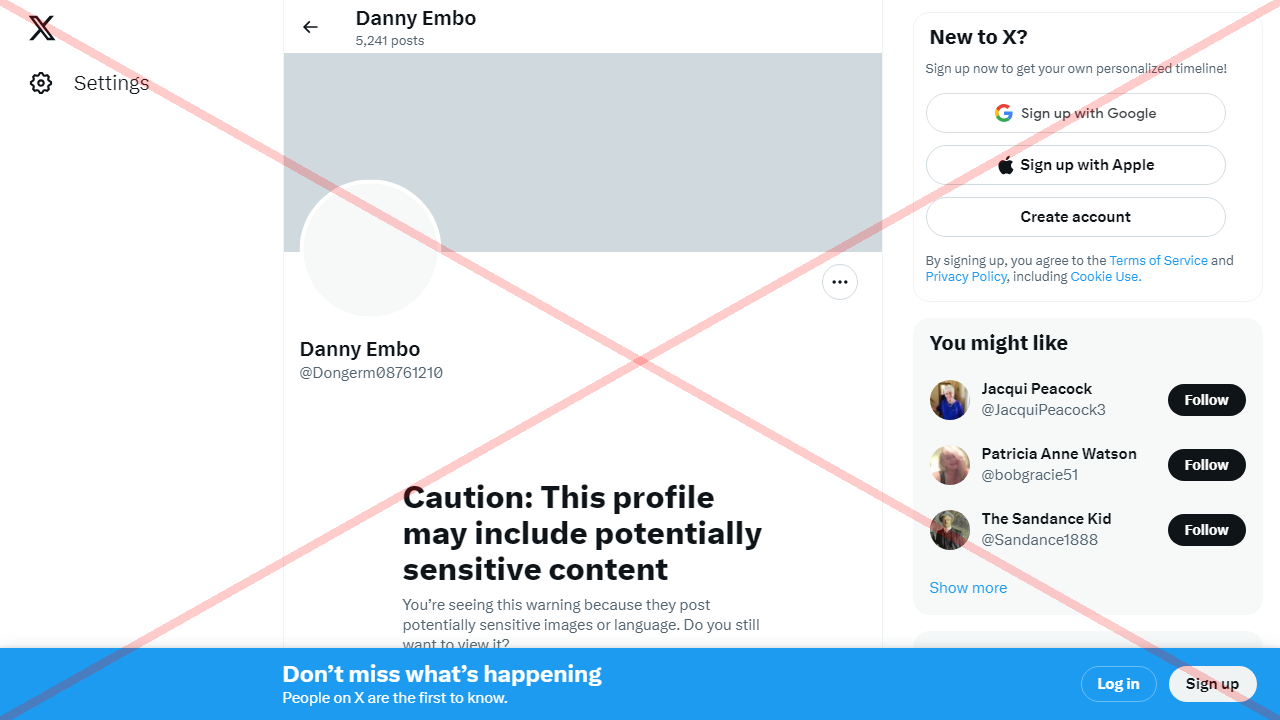 Settings
Danny Embo
5,241 posts
Danny Embo
@Dongerm08761210
Caution: This profile
may include potentially
sensitive content
You're seeing this warning because they post
potentially sensitive images or language. Do you still
want to view it?
New to X?
Sign up now to get your own personalized timeline!
Sign up with Google
Sign up with Apple
Create account
By signing up, you agree to the Terms of Service and
Privacy Policy, including Cookie Use.
You might like
Jacqui Peacock
@JacquiPeacock3
Follow
Patricia Anne Watson
@bobgracie51
Follow
The Sandance Kid
@Sandance1888
Follow
Show more
Don't miss what's happening
People on X are the first to know.
Log in
Sign up